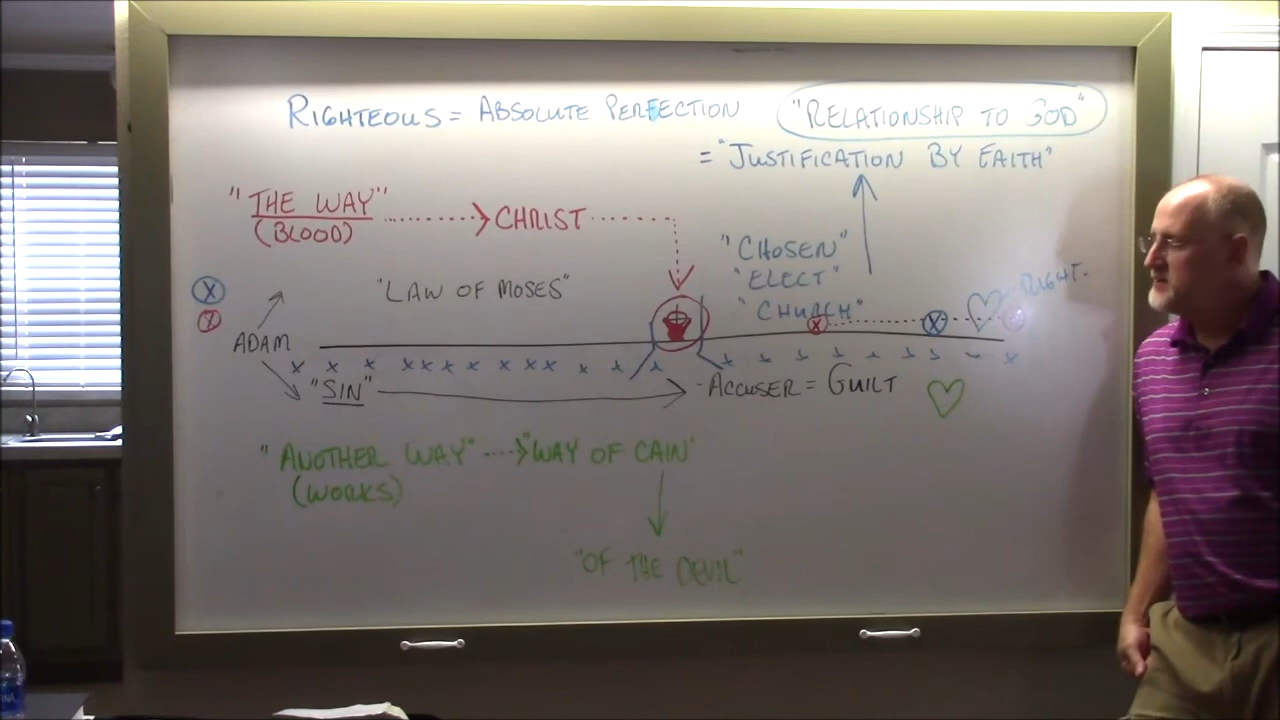 RIGHTEOUS = ABSOLUTE PERFECTION "RELATIONSHIP TO GOD"
= "JUSTIFICATION BY FAITH"
"THE WAY" CHRIST
(BLOOD)
"CHOSEN"
"ELECT"
"CHURCH"
RIGHT.
"LAW OF MOSES"
ADAM
"SIN" - ACCUSER = GUILT
"ANOTHER WAY" "WAY OF CAIN"
(WORKS)
"OF THE DEVIL"